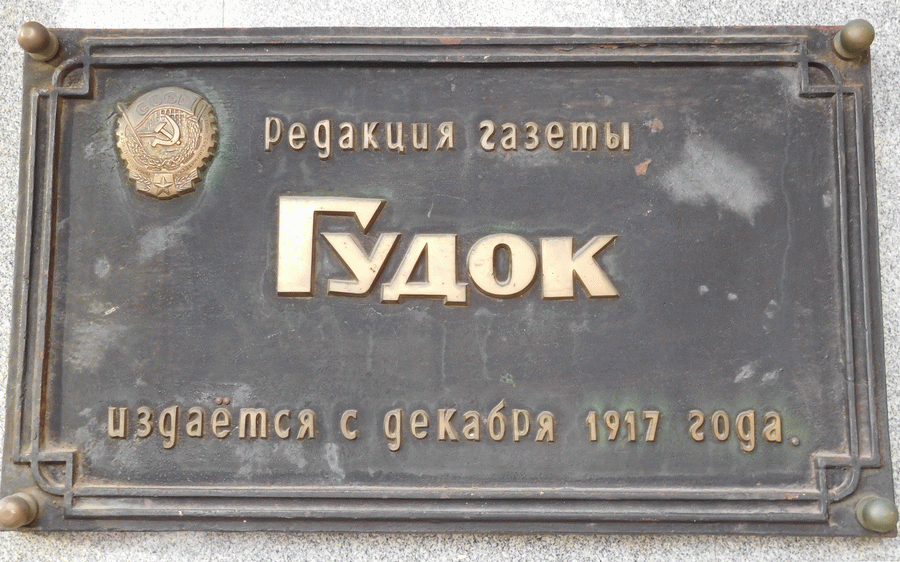 Редакция газеты
Гудок
издаётся с декабря 1917 года.